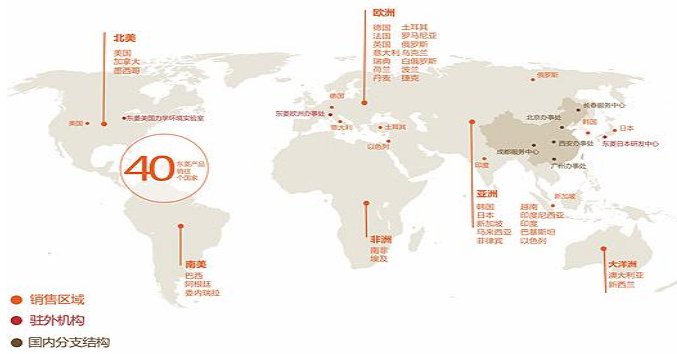 欧洲
德国 土耳其
法国 罗马尼亚
英国 俄罗斯
意大利 乌克兰
瑞典 白俄罗斯
荷兰 波兰
丹麦 捷克
北美
美国
加拿大
墨西哥
美国
东菱美国力学环境实验室
德国
东菱欧洲办事处
意大利
土耳其
以色列
俄罗斯
长春服务中心
北京办事处
韩国
日本
西安办事处
东菱日本研发中心
成都服务中心
广州办事处
印度
新加坡
40
东菱产品
销往
个国家
亚洲
韩国 越南
日本 印度尼西亚
新加坡 印度
马来西亚 巴基斯坦
菲律宾 以色列
非洲
南非
埃及
南美
巴西
阿根廷
委内瑞拉
大洋洲
澳大利亚
新西兰
销售区域
驻外机构
国内分支结构